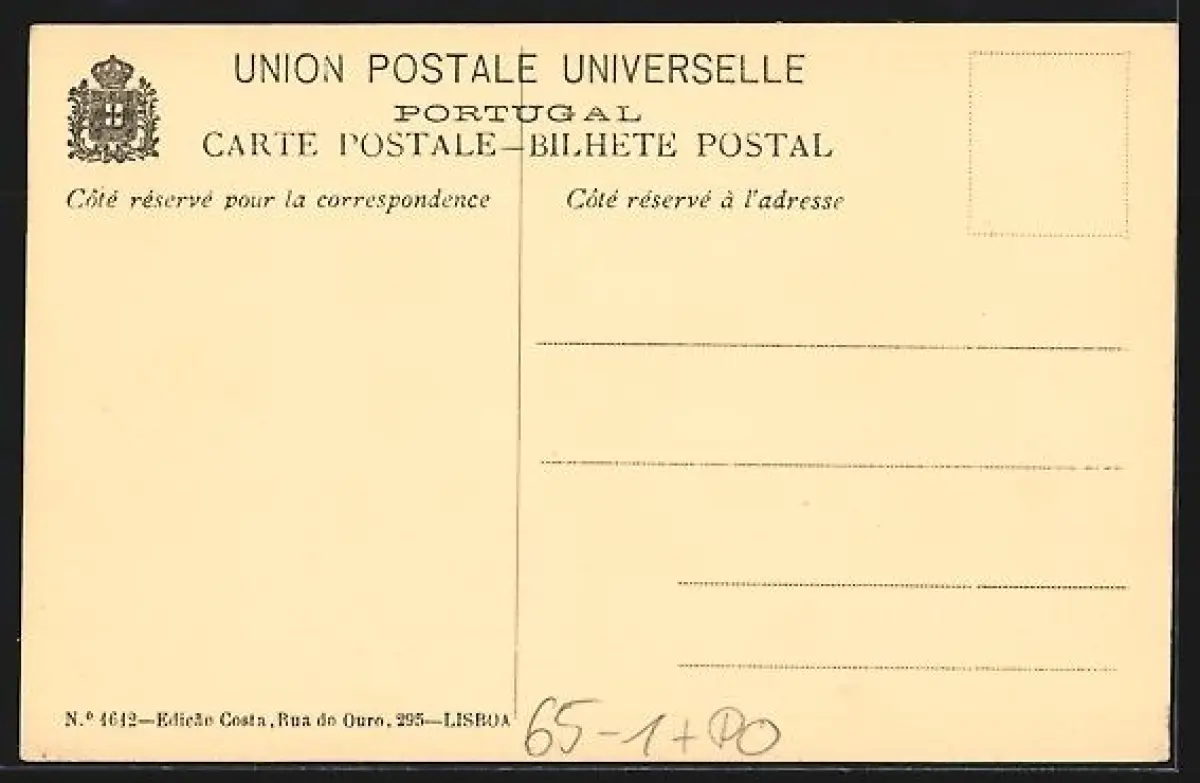 UNION POSTALE UNIVERSELLE
PORTUGAL
CARTE POSTALE—BILHETE POSTAL
Côté réservé pour la correspondence
Côté réservé à l'adresse
N.º 4642—Edição Costa, Rua do Ouro, 295—LISBOA
65-1+PO